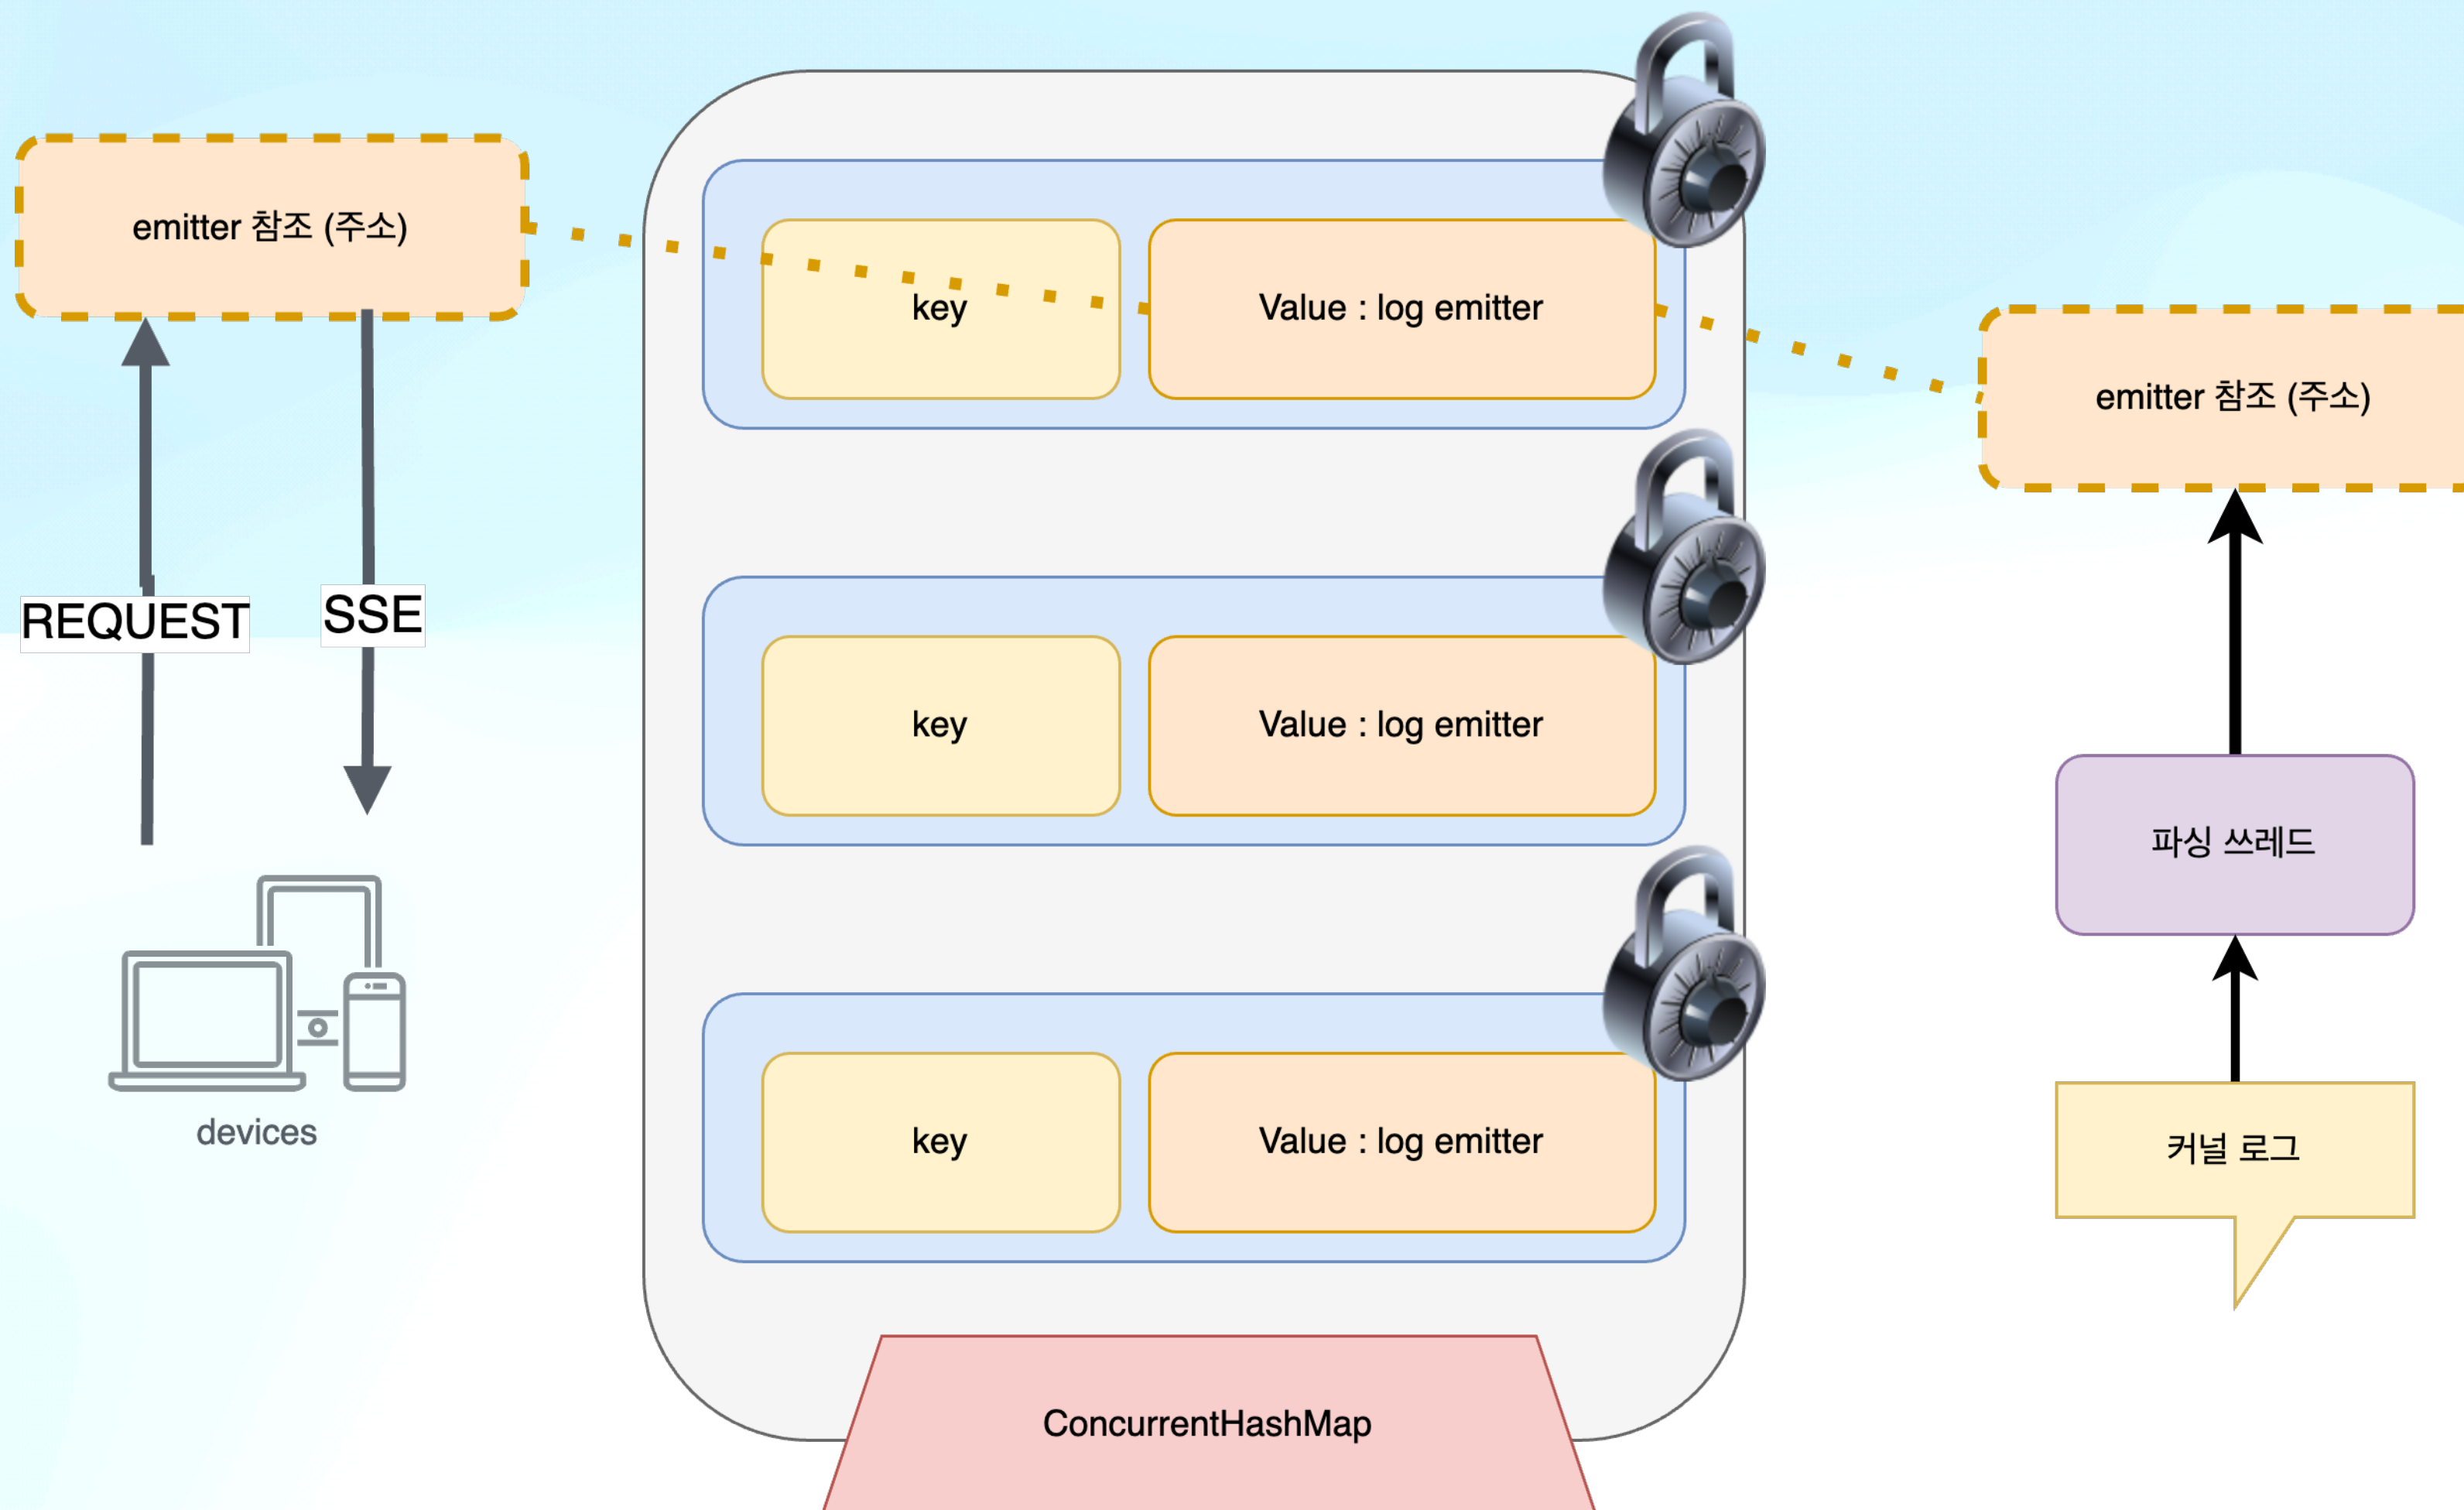 emitter 참조 (주소)
REQUEST
SSE
devices
key
Value : log emitter
key
Value : log emitter
key
Value : log emitter
ConcurrentHashMap
emitter 참조 (주소)
파싱 쓰레드
커널 로그